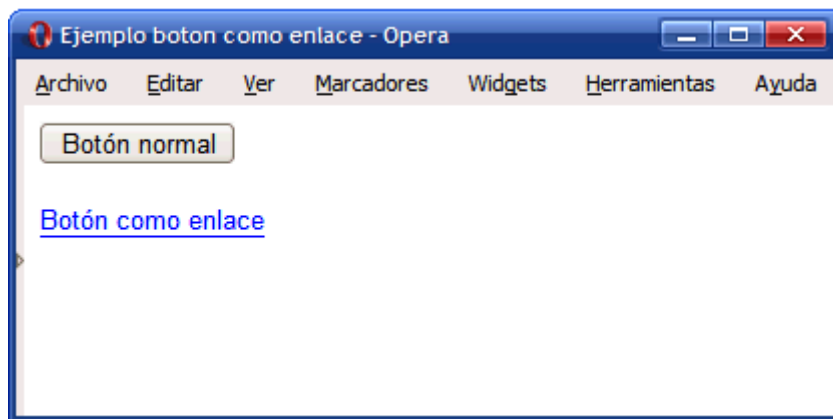 Ejemplo boton como enlace - Opera
Archivo Editar Ver Marcadores Widgets Herramientas Ayuda
Botón normal
Botón como enlace